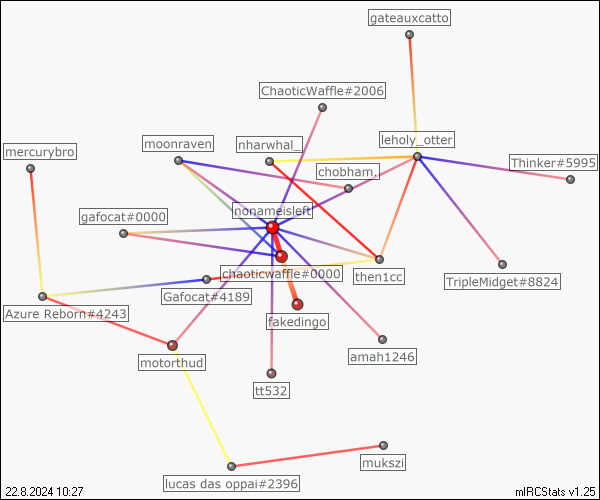 gateauxcatto
ChaoticWaffle#2006
mercurybro
moonraven
nharwhal_
leholy_otter
Thinker#5995
chobham.
gafocat#0000
nonameisleft
chaoticwaffle#0000
then1cc
TripleMidget#8824
Gafocat#4189
Azure Reborn#4243
fakedingo
motorthud
amah1246
tt532
mukszi
lucas das oppai#2396
22.8.2024 10:27
mIRCStats v1.25